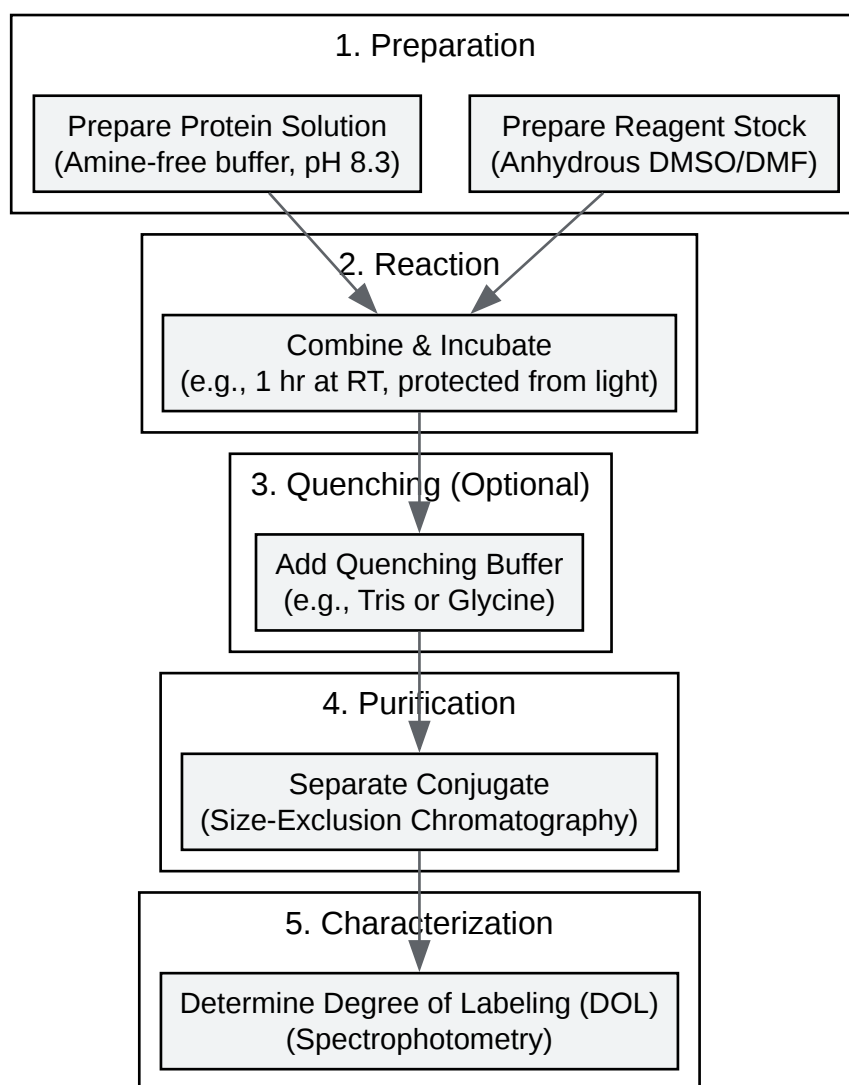 1. Preparation
Prepare Protein Solution
(Amine-free buffer, pH 8.3)
Prepare Reagent Stock
(Anhydrous DMSO/DMF)
2. Reaction
Combine & Incubate
(e.g., 1 hr at RT, protected from light)
3. Quenching (Optional)
Add Quenching Buffer
(e.g., Tris or Glycine)
4. Purification
Separate Conjugate
(Size-Exclusion Chromatography)
5. Characterization
Determine Degree of Labeling (DOL)
(Spectrophotometry)